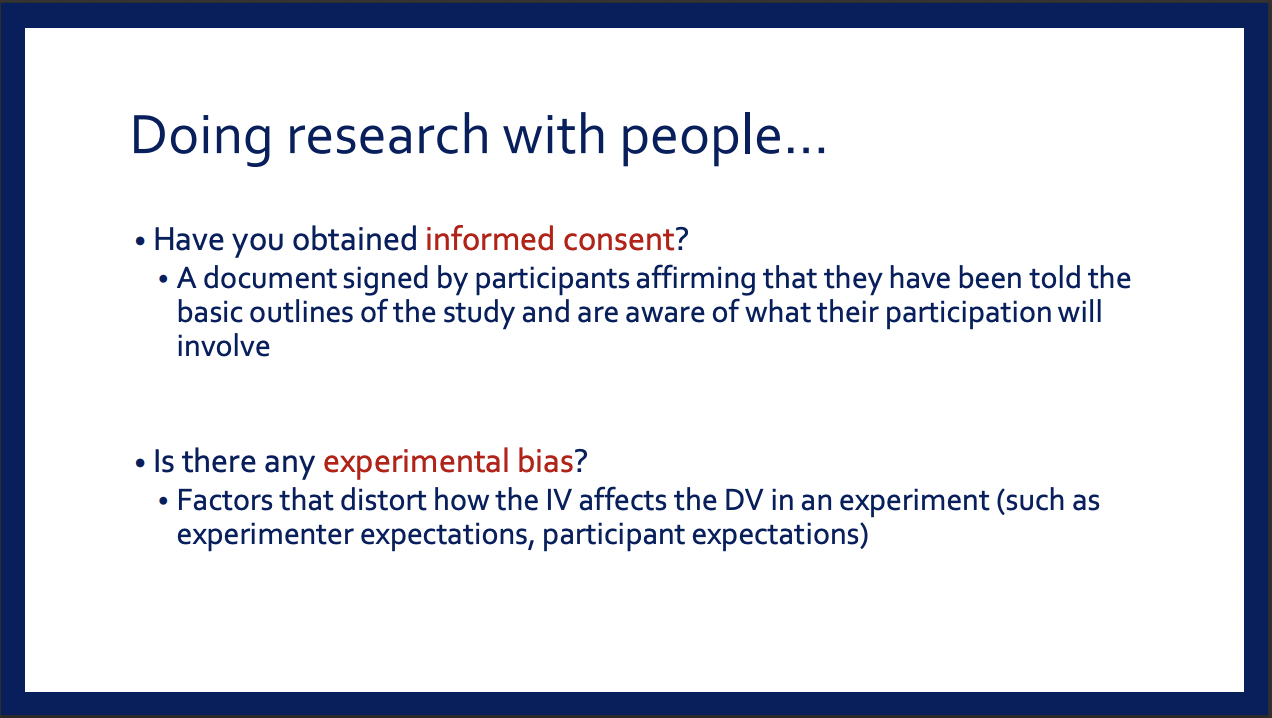 Doing research with people…
• Have you obtained informed consent?
• A document signed by participants affirming that they have been told the
basic outlines of the study and are aware of what their participation will
involve
• Is there any experimental bias?
• Factors that distort how the IV affects the DV in an experiment (such as
experimenter expectations, participant expectations)